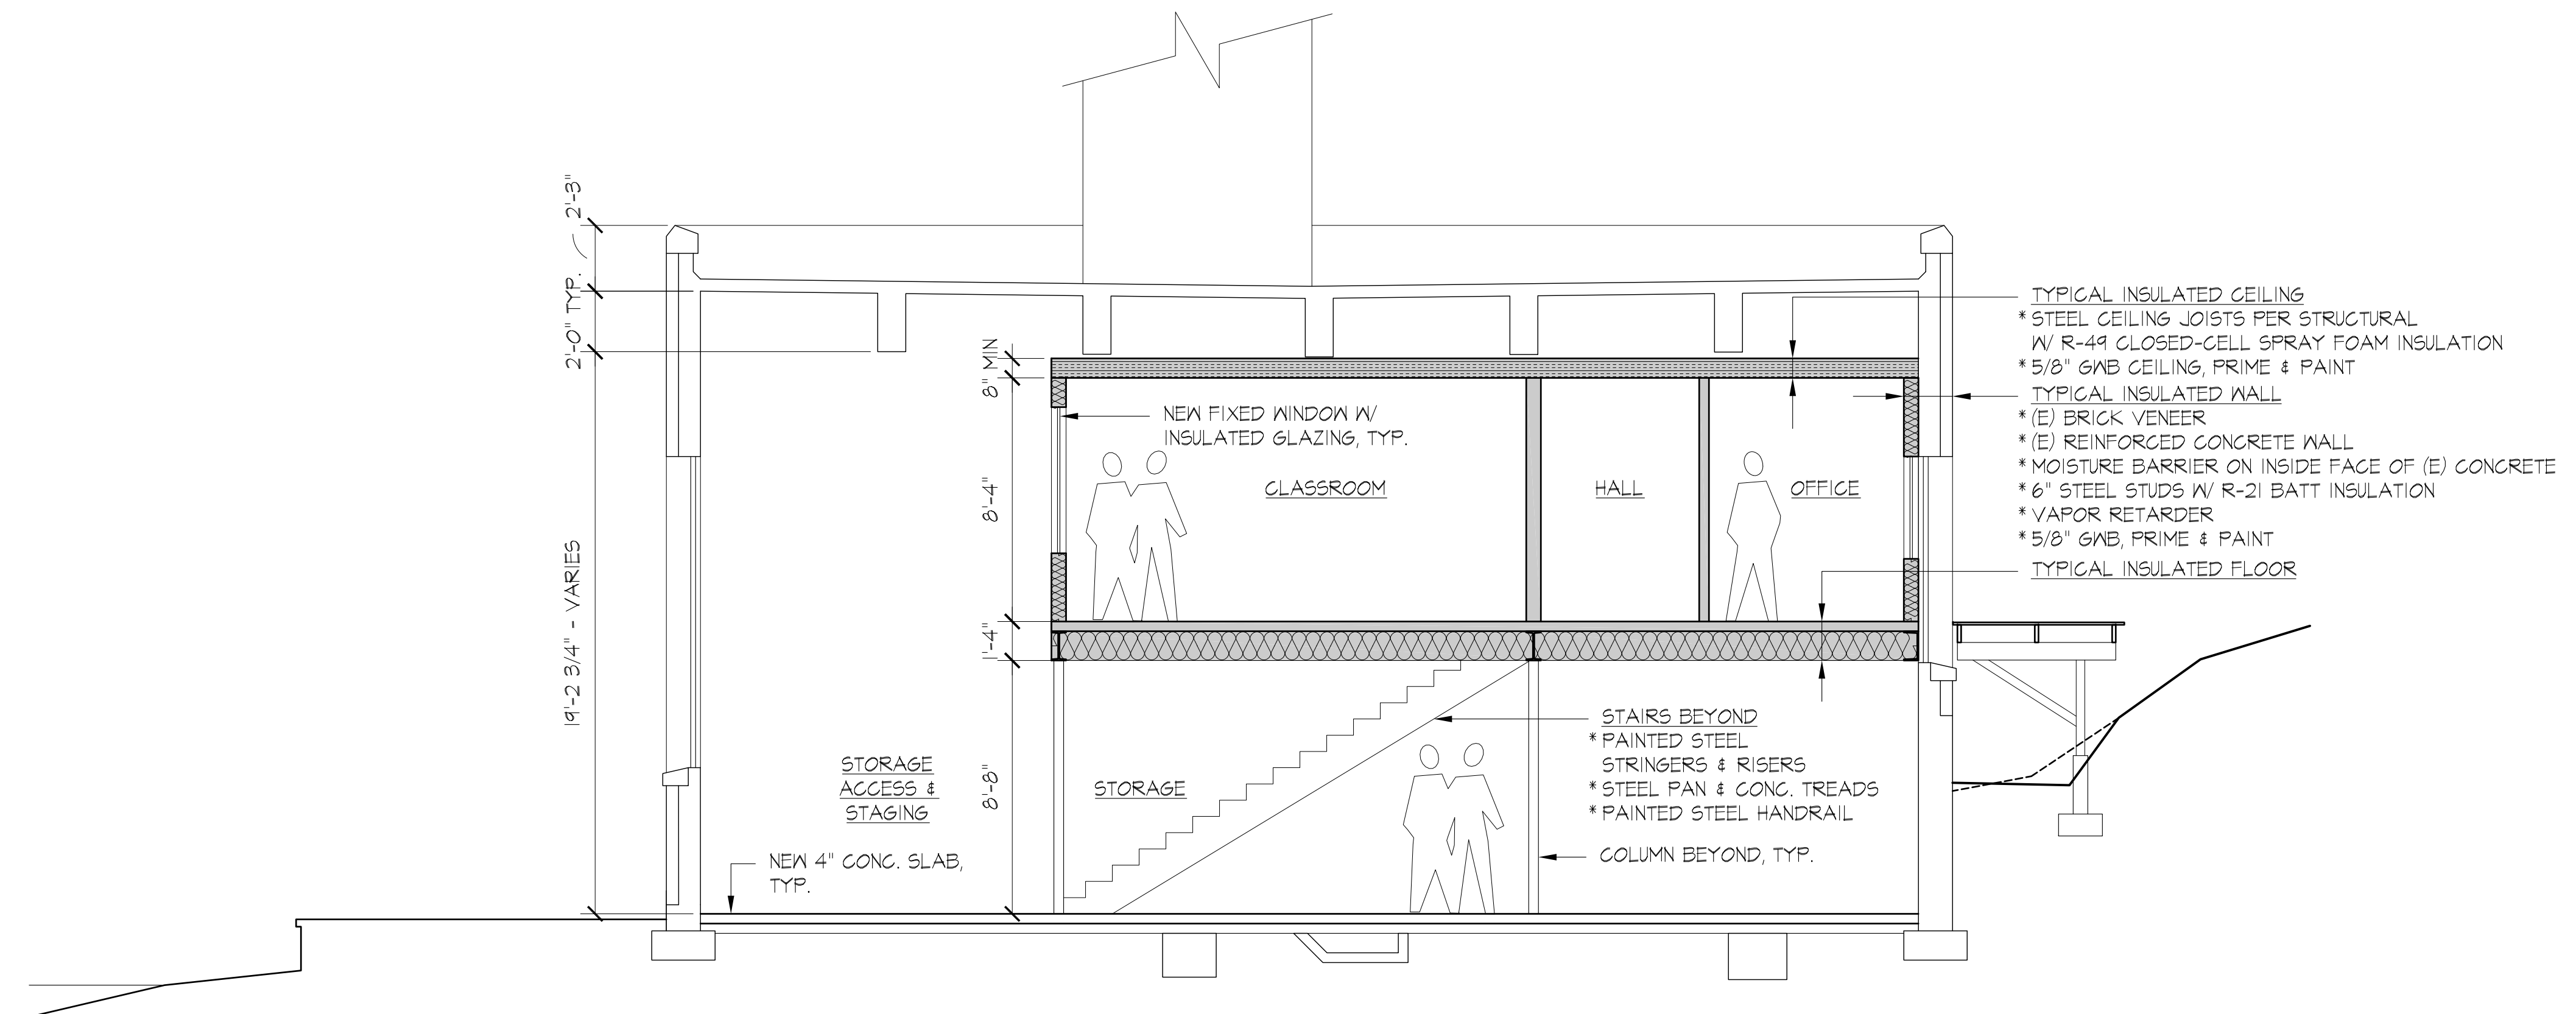 2'-3"
2'-0" TYP.
19'-2 3/4" - VARIES
8" MIN
8'-4"
1'-4"
8'-8"
NEW FIXED WINDOW W/
INSULATED GLAZING, TYP.
CLASSROOM
HALL
OFFICE
TYPICAL INSULATED CEILING
* STEEL CEILING JOISTS PER STRUCTURAL
W/ R-49 CLOSED-CELL SPRAY FOAM INSULATION
* 5/8" GWB CEILING, PRIME & PAINT
TYPICAL INSULATED WALL
* (E) BRICK VENEER
* (E) REINFORCED CONCRETE WALL
* MOISTURE BARRIER ON INSIDE FACE OF (E) CONCRETE
* 6" STEEL STUDS W/ R-21 BATT INSULATION
* VAPOR RETARDER
* 5/8" GWB, PRIME & PAINT
TYPICAL INSULATED FLOOR
STORAGE
ACCESS &
STAGING
STORAGE
STAIRS BEYOND
* PAINTED STEEL
STRINGERS & RISERS
* STEEL PAN & CONC. TREADS
* PAINTED STEEL HANDRAIL
COLUMN BEYOND, TYP.
NEW 4" CONC. SLAB,
TYP.